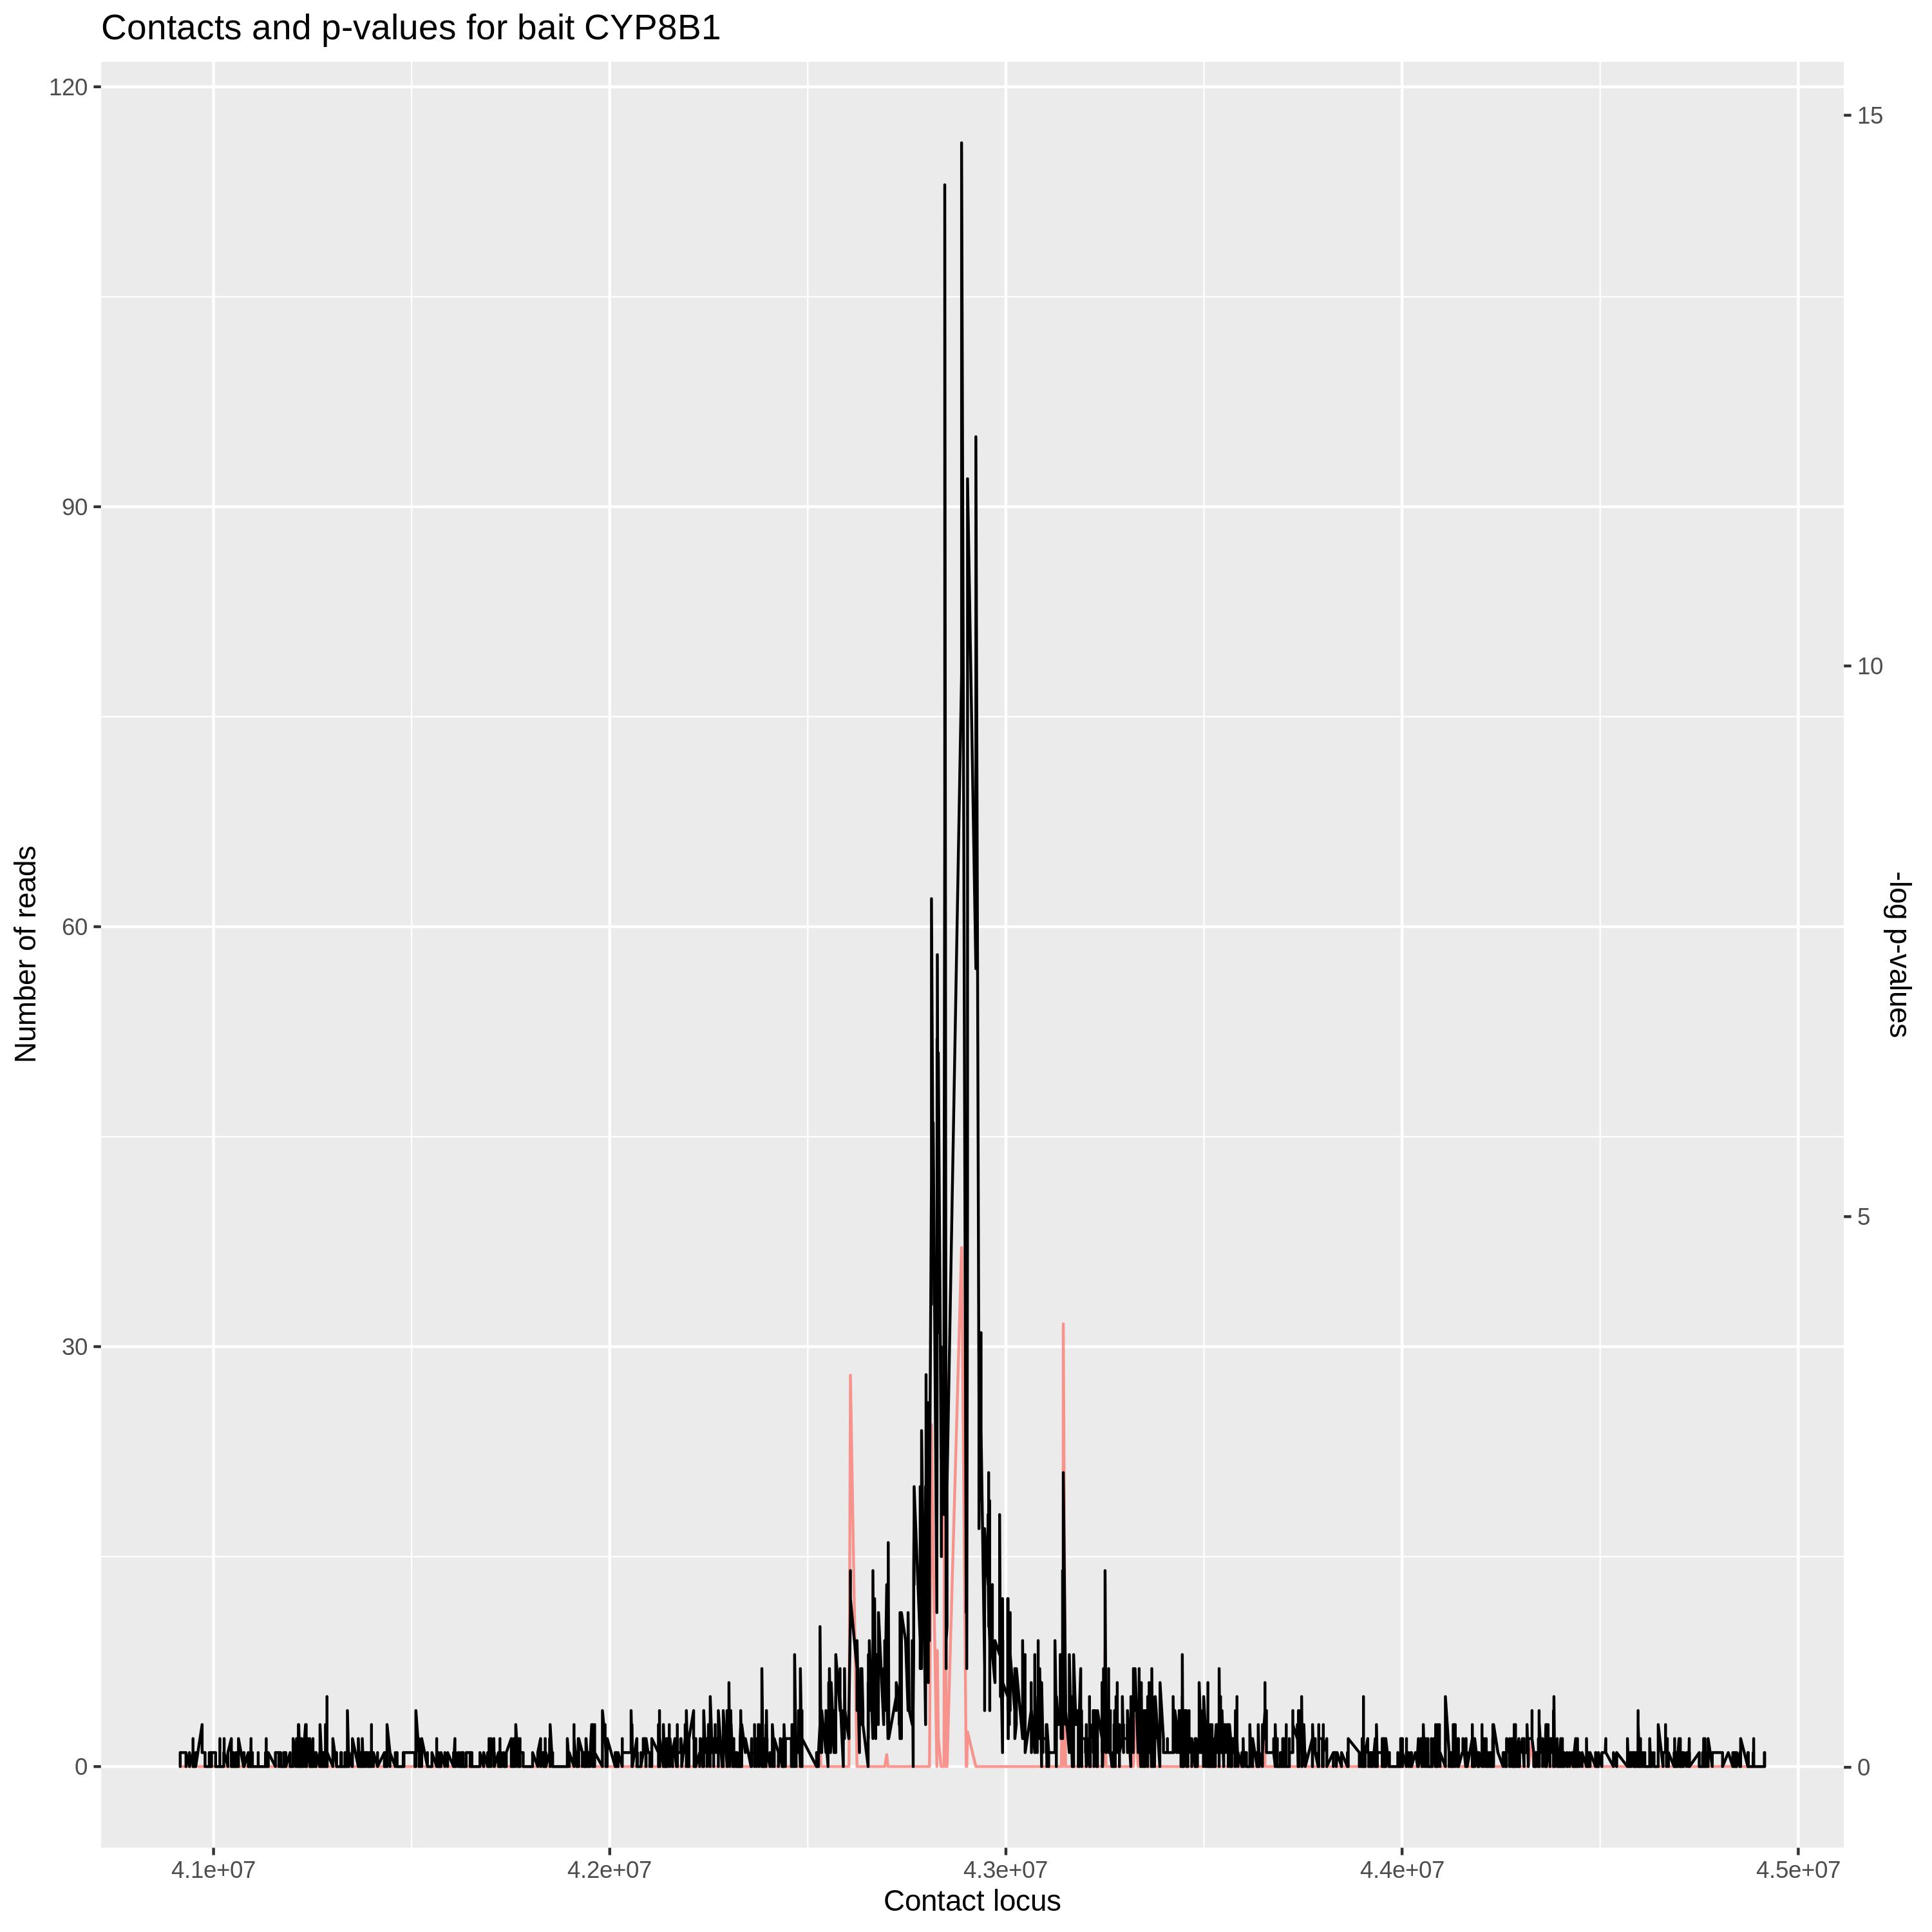 Contacts and p-values for bait CYP8B1
120
90
60
30
0
Number of reads
15
10
5
0
-log p-values
4.1e+07
4.2e+07
4.3e+07
4.4e+07
4.5e+07
Contact locus